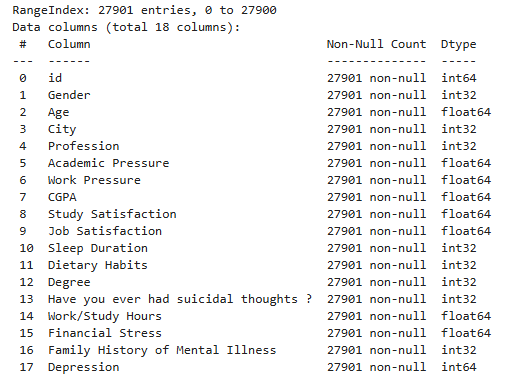 RangeIndex: 27901 entries, 0 to 27900
Data columns (total 18 columns):
 #   Column                                 Non-Null Count  Dtype
---  ------                                 --------------  -----
 0   id                                     27901 non-null  int64
 1   Gender                                 27901 non-null  int32
 2   Age                                    27901 non-null  float64
 3   City                                   27901 non-null  int32
 4   Profession                             27901 non-null  int32
 5   Academic Pressure                      27901 non-null  float64
 6   Work Pressure                          27901 non-null  float64
 7   CGPA                                   27901 non-null  float64
 8   Study Satisfaction                     27901 non-null  float64
 9   Job Satisfaction                       27901 non-null  float64
 10  Sleep Duration                         27901 non-null  int32
 11  Dietary Habits                         27901 non-null  int32
 12  Degree                                 27901 non-null  int32
 13  Have you ever had suicidal thoughts ?  27901 non-null  int32
 14  Work/Study Hours                       27901 non-null  float64
 15  Financial Stress                       27901 non-null  float64
 16  Family History of Mental Illness       27901 non-null  int32
 17  Depression                             27901 non-null  int64